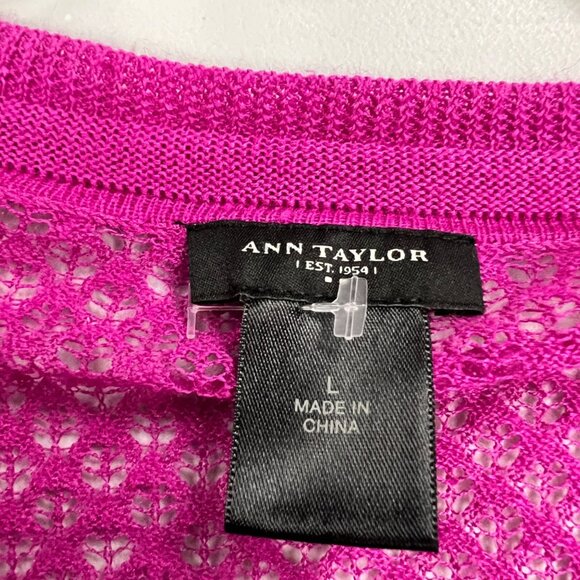 ANN TAYLOR
| EST. 1954 |
L
MADE IN
CHINA